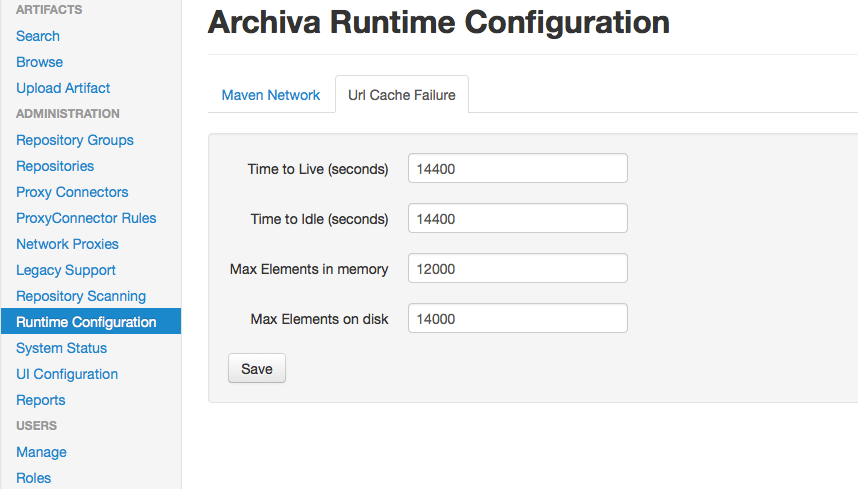 ARTIFACTS
Search
Browse
Upload Artifact
ADMINISTRATION
Repository Groups
Repositories
Proxy Connectors
ProxyConnector Rules
Network Proxies
Legacy Support
Repository Scanning
Runtime Configuration
System Status
UI Configuration
Reports
USERS
Manage
Roles
Archiva Runtime Configuration
Maven Network Url Cache Failure
Time to Live (seconds) 14400
Time to Idle (seconds) 14400
Max Elements in memory 12000
Max Elements on disk 14000
Save